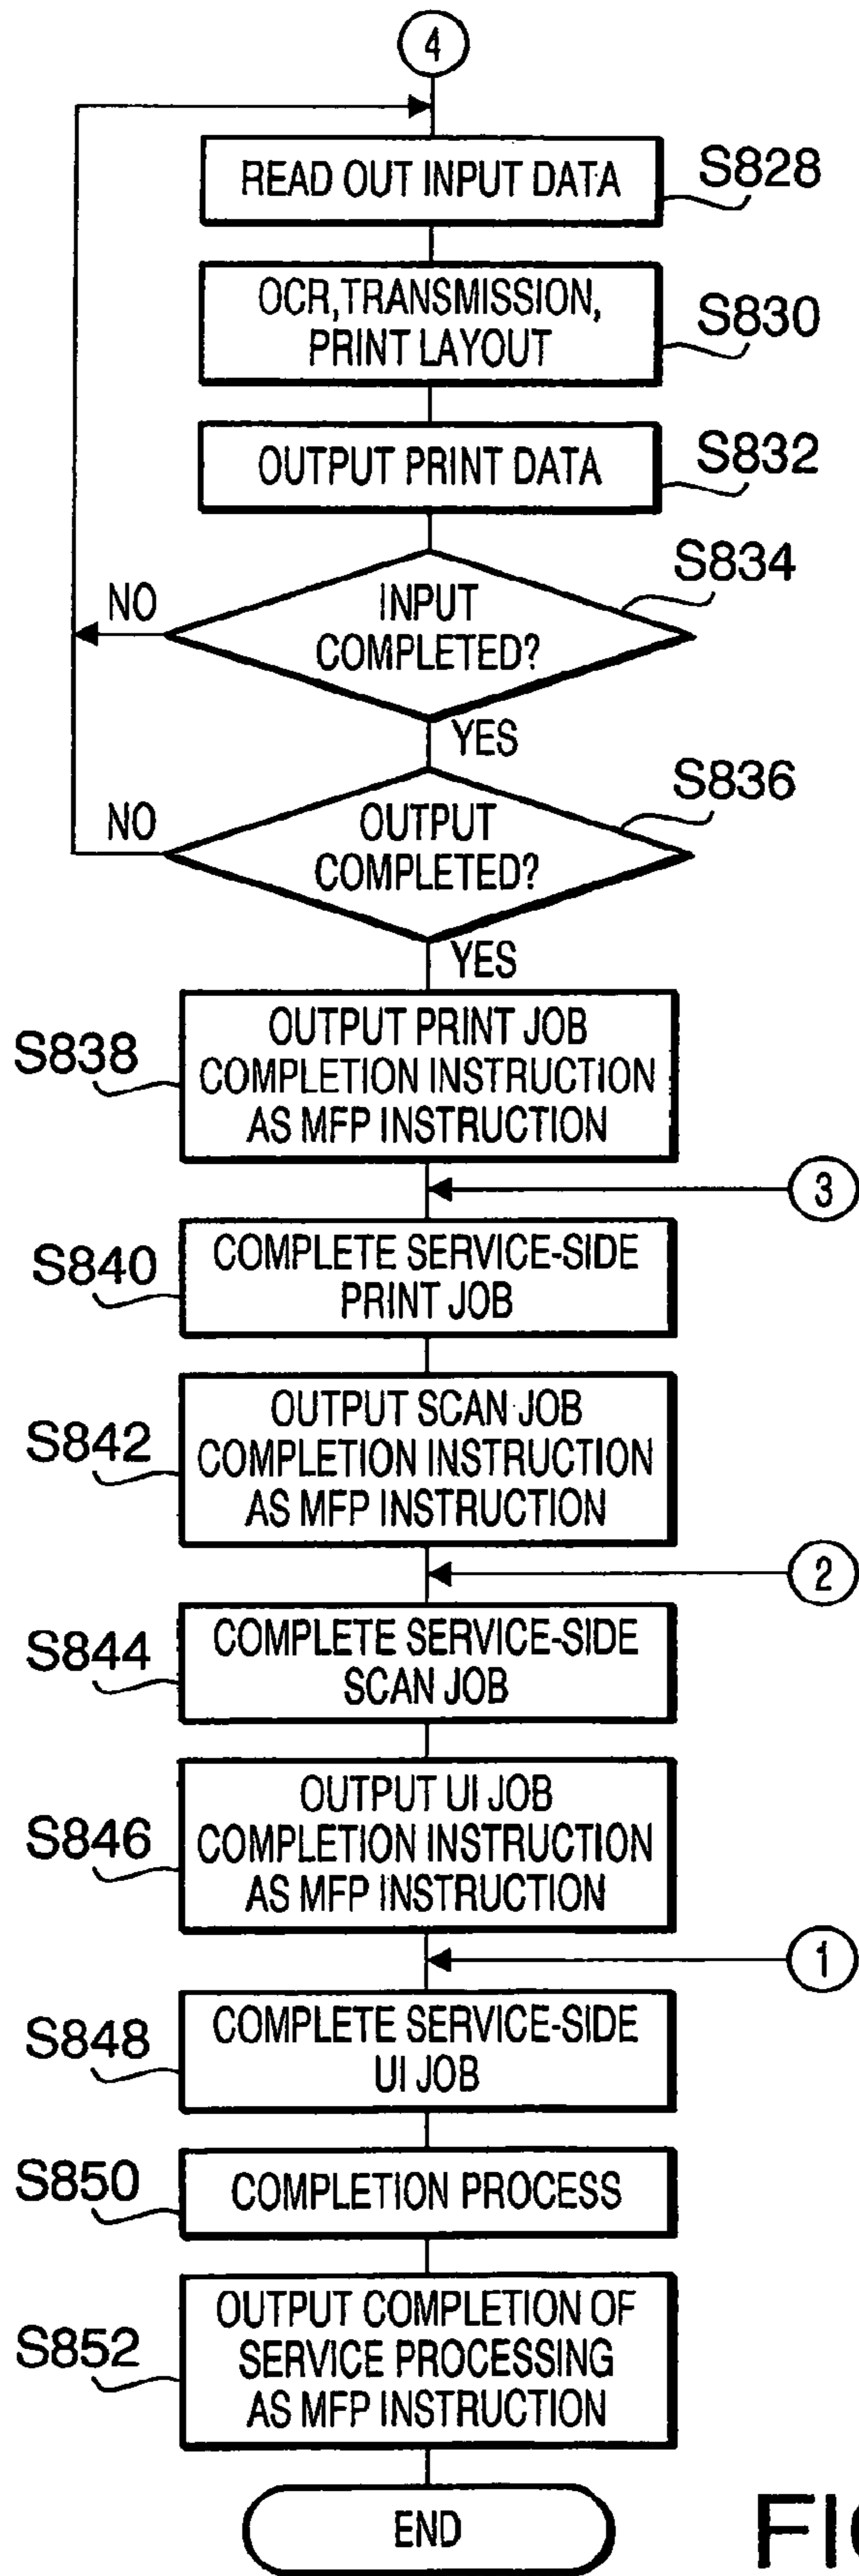 4
READ OUT INPUT DATA
S828
OCR,TRANSMISSION,
PRINT LAYOUT
S830
OUTPUT PRINT DATA
S832
INPUT
COMPLETED?
S834
NO
YES
OUTPUT
COMPLETED?
S836
NO
YES
S838
OUTPUT PRINT JOB
COMPLETION INSTRUCTION
AS MFP INSTRUCTION
3
S840
COMPLETE SERVICE-SIDE
PRINT JOB
S842
OUTPUT SCAN JOB
COMPLETION INSTRUCTION
AS MFP INSTRUCTION
2
S844
COMPLETE SERVICE-SIDE
SCAN JOB
S846
OUTPUT UI JOB
COMPLETION INSTRUCTION
AS MFP INSTRUCTION
1
S848
COMPLETE SERVICE-SIDE
UI JOB
S850
COMPLETION PROCESS
S852
OUTPUT COMPLETION OF
SERVICE PROCESSING
AS MFP INSTRUCTION
END